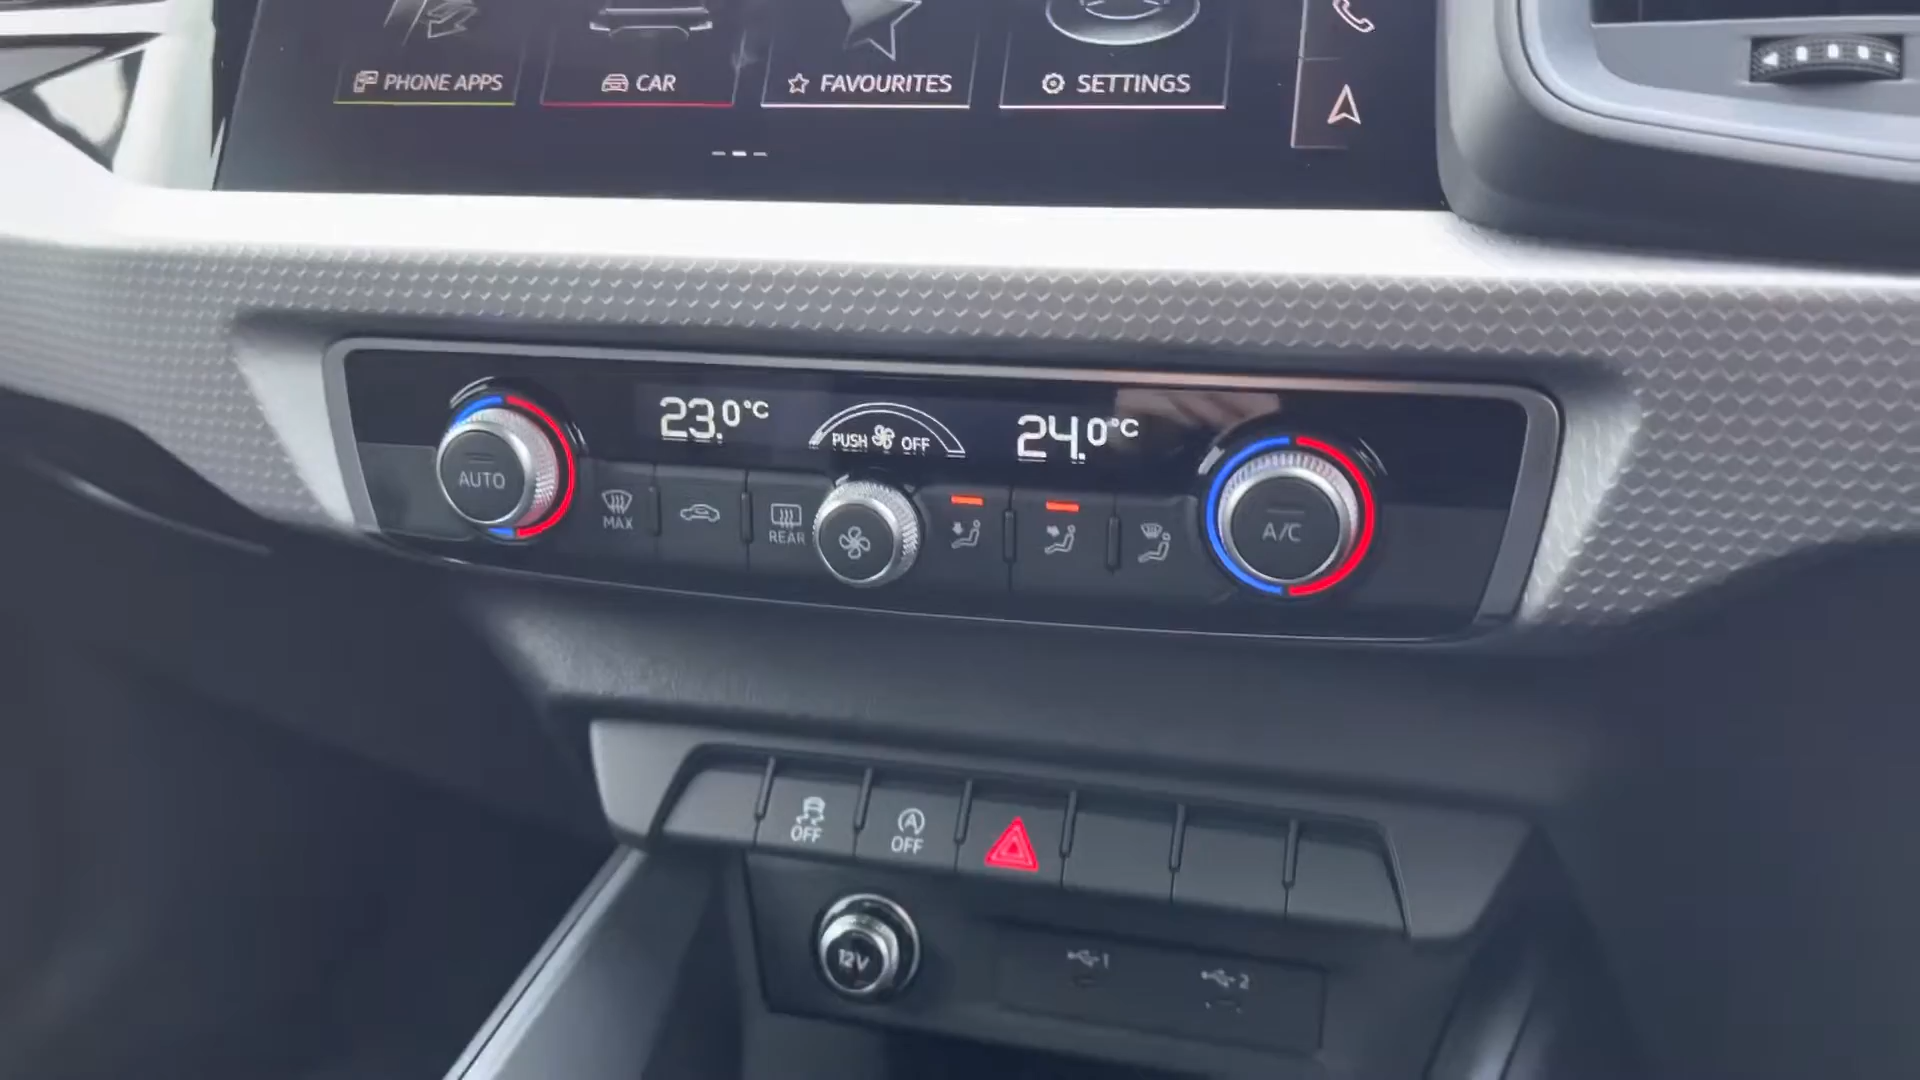 PHONE APPS
CAR
FAVOURITES
SETTINGS
23.0°C
PUSH OFF
24.0°C
AUTO
MAX
REAR
A/C
OFF
A
OFF
12V
1
2